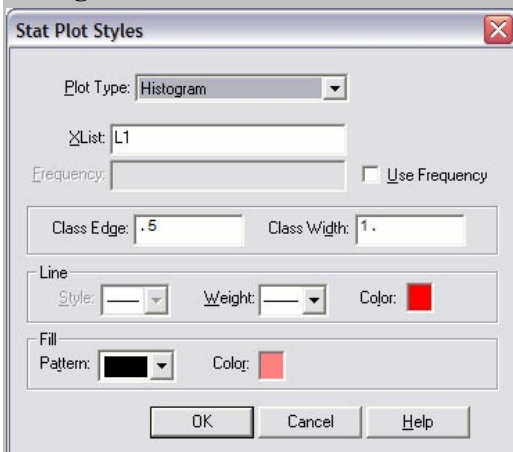 Stat Plot Styles
Plot Type: Histogram
XList: L1
Frequency: Use Frequency
Class Edge: .5 Class Width: 1.
Line
Style: Weight: Color:
Fill
Pattern: Color:
OK Cancel Help